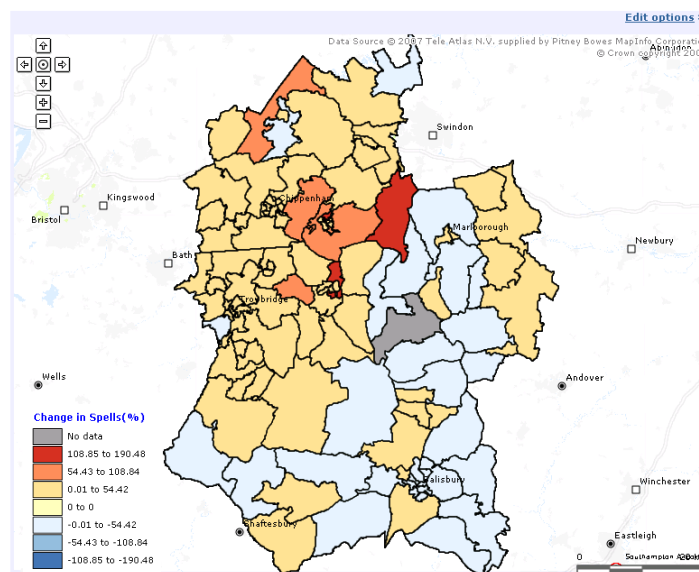 Edit options
Data Source © 2007 Tele Atlas N.V. supplied by Pitney Bowes MapInfo Corporatio
© Crown copyright 200
Abingdon
Swindon
Chippenham
Kingswood
Bristol
Marlborough
Newbury
Bath
Trowbridge
Wells
Andover
Change in Spells(%)
No data
108.85 to 190.48
54.43 to 108.84
0.01 to 54.42
0 to 0
-0.01 to -54.42
-54.43 to -108.84
-108.85 to -190.48
Salisbury
Winchester
Shaftesbury
Eastleigh
0
20
Southampton